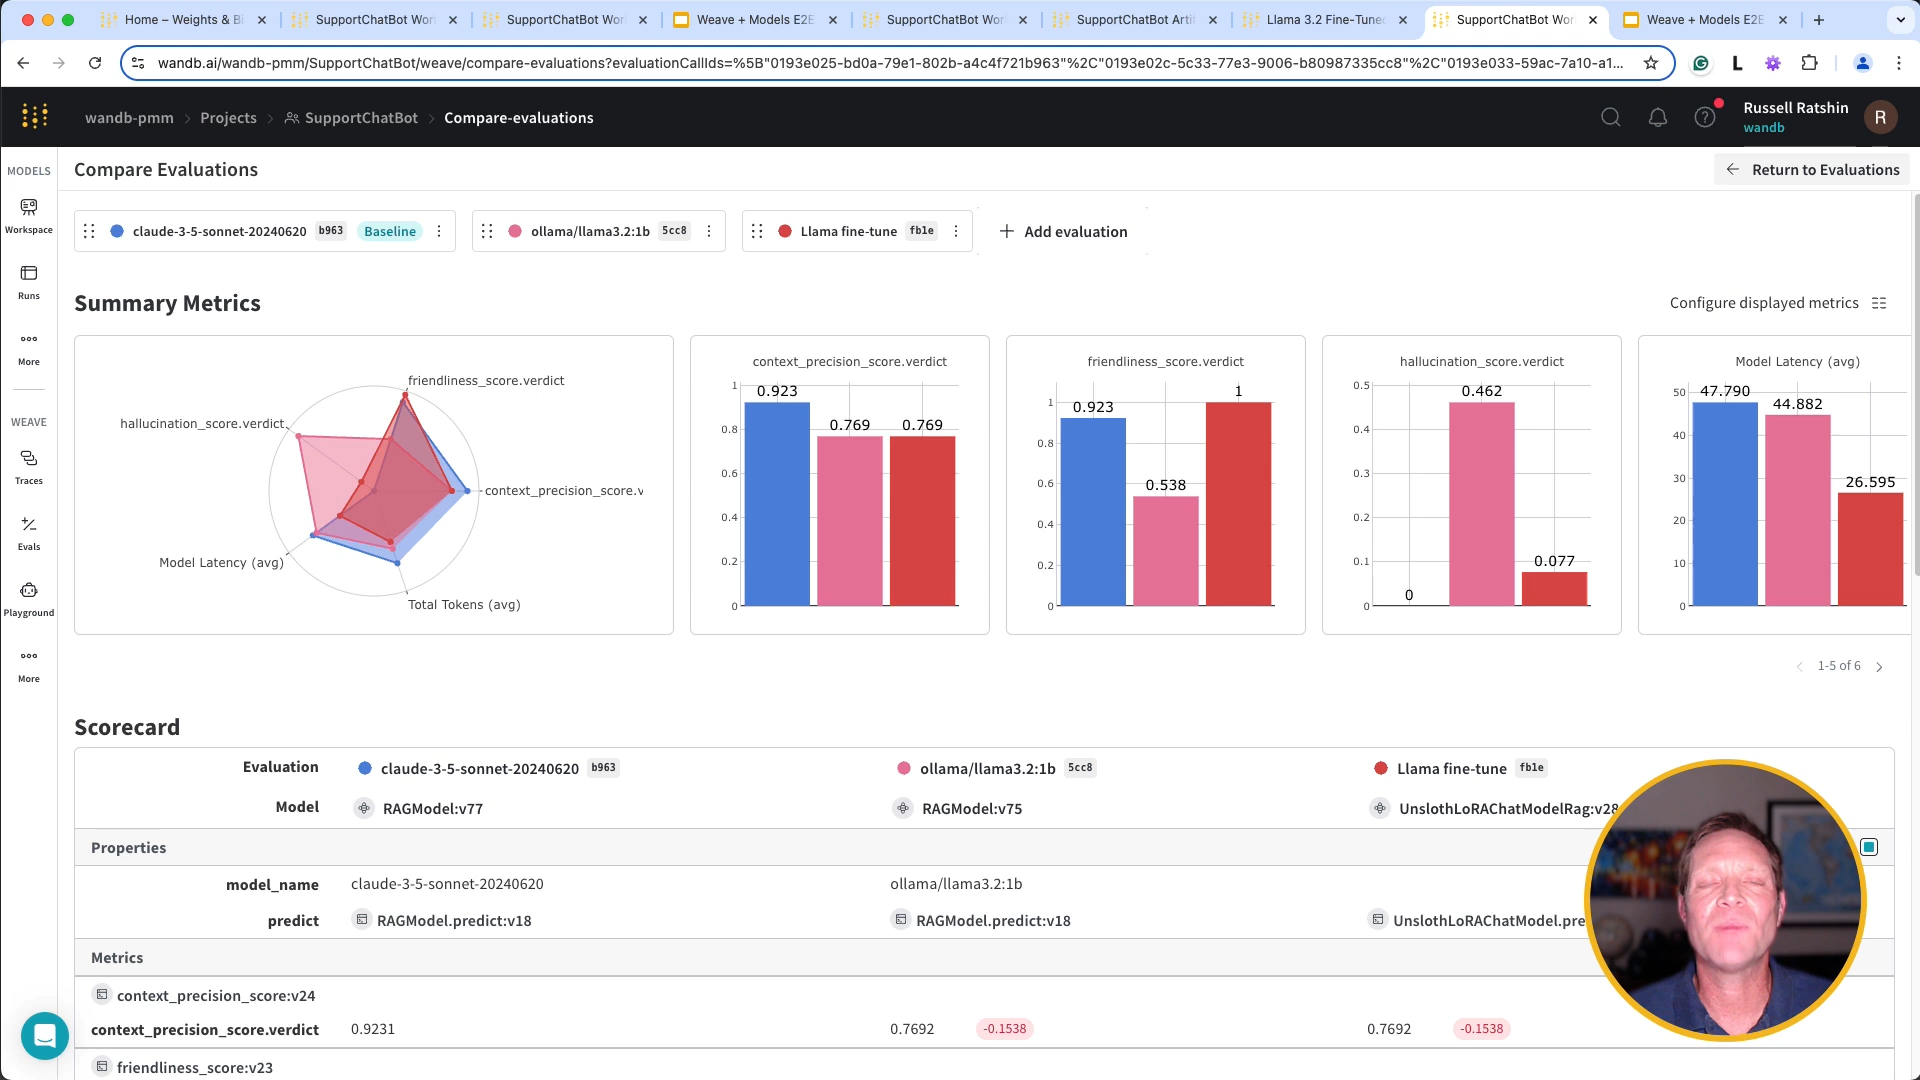 Home – Weights & Bi
SupportChatBot Wor
SupportChatBot Wor
Weave + Models E2E
SupportChatBot Wor
SupportChatBot Arti
Llama 3.2 Fine-Tuned
SupportChatBot Wor
Weave + Models E2E
wandb.ai/wandb-pmm/SupportChatBot/weave/compare-evaluations?evaluationCallIds=%5B"0193e025-bd0a-79e1-802b-a4c4f721b963"%2C"0193e02c-5c33-77e3-9006-b80987335cc8"%2C"0193e033-59ac-7a10-a1...
wandb-pmm > Projects > SupportChatBot > Compare-evaluations
Russell Ratshin
wandb
R
MODELS
Workspace
Runs
More
WEAVE
Traces
Evals
Playground
More
Compare Evaluations
Return to Evaluations
claude-3-5-sonnet-20240620 b963 Baseline
ollama/llama3.2:1b 5cc8
Llama fine-tune fb1e
+ Add evaluation
Summary Metrics
Configure displayed metrics
friendliness_score.verdict
hallucination_score.verdict
context_precision_score.v
Model Latency (avg)
Total Tokens (avg)
context_precision_score.verdict
1
0.8
0.6
0.4
0.2
0
0.923
0.769
0.769
friendliness_score.verdict
1
0.8
0.6
0.4
0.2
0
0.923
0.538
1
hallucination_score.verdict
0.5
0.4
0.3
0.2
0.1
0
0
0.462
0.077
Model Latency (avg)
50
40
30
20
10
0
47.790
44.882
26.595
1-5 of 6
Scorecard
Evaluation
claude-3-5-sonnet-20240620 b963
ollama/llama3.2:1b 5cc8
Llama fine-tune fb1e
Model
RAGModel:v77
RAGModel:v75
UnslothLoRAChatModelRag:v28
Properties
model_name
claude-3-5-sonnet-20240620
ollama/llama3.2:1b
predict
RAGModel.predict:v18
RAGModel.predict:v18
UnslothLoRAChatModel.pre
Metrics
context_precision_score:v24
context_precision_score.verdict
0.9231
0.7692 -0.1538
0.7692 -0.1538
friendliness_score:v23